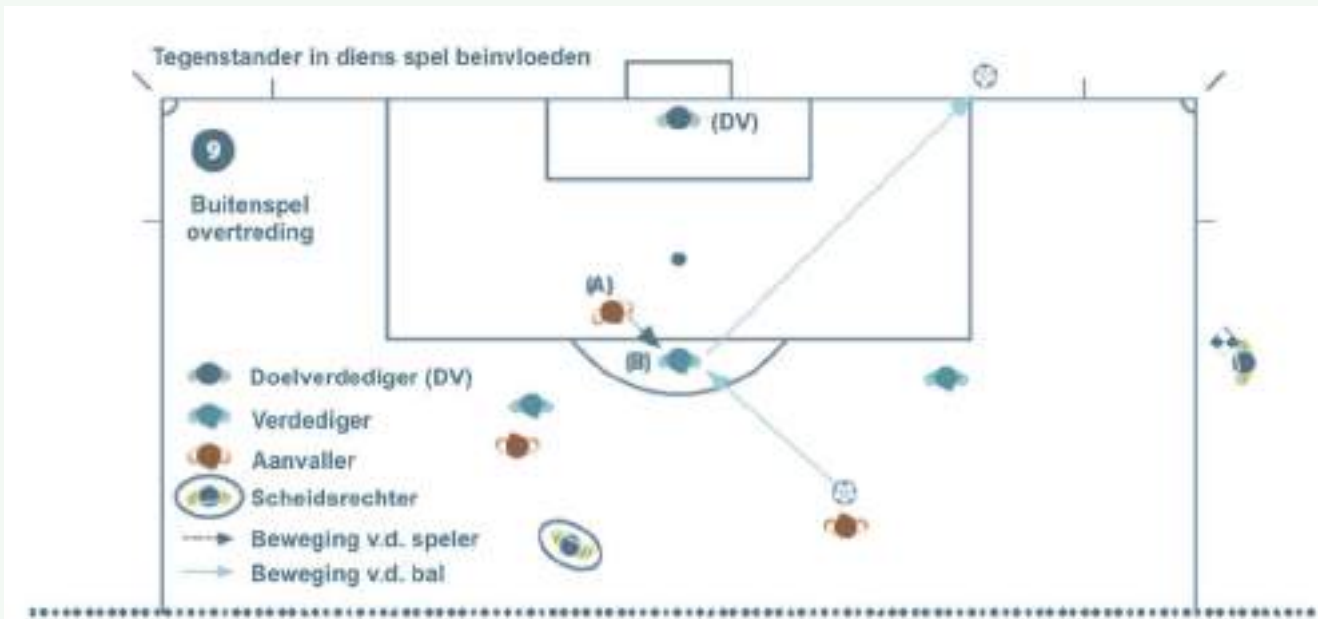 Tegenstander in diens spel beinvloeden
(DV)
9
Buitenspel
overtreding
(A)
(B)
Doelverdediger (DV)
Verdediger
Aanvaller
Scheidsrechter
Beweging v.d. speler
Beweging v.d. bal